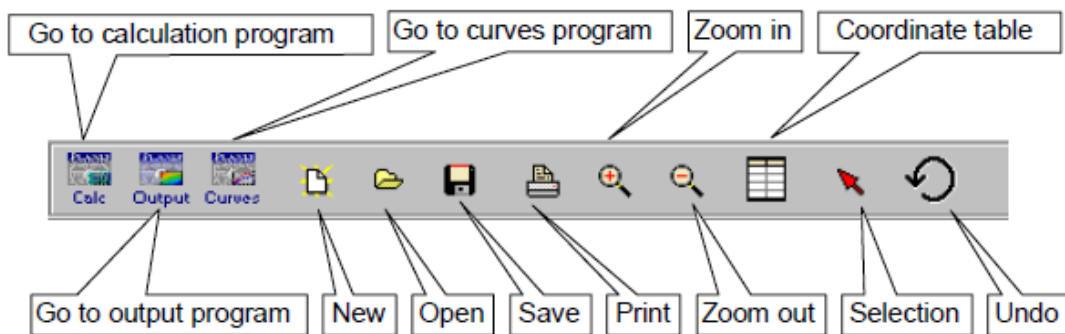 Go to calculation program
Go to curves program
Zoom in
Coordinate table
Calc
Output
Curves
Go to output program
New
Open
Save
Print
Zoom out
Selection
Undo